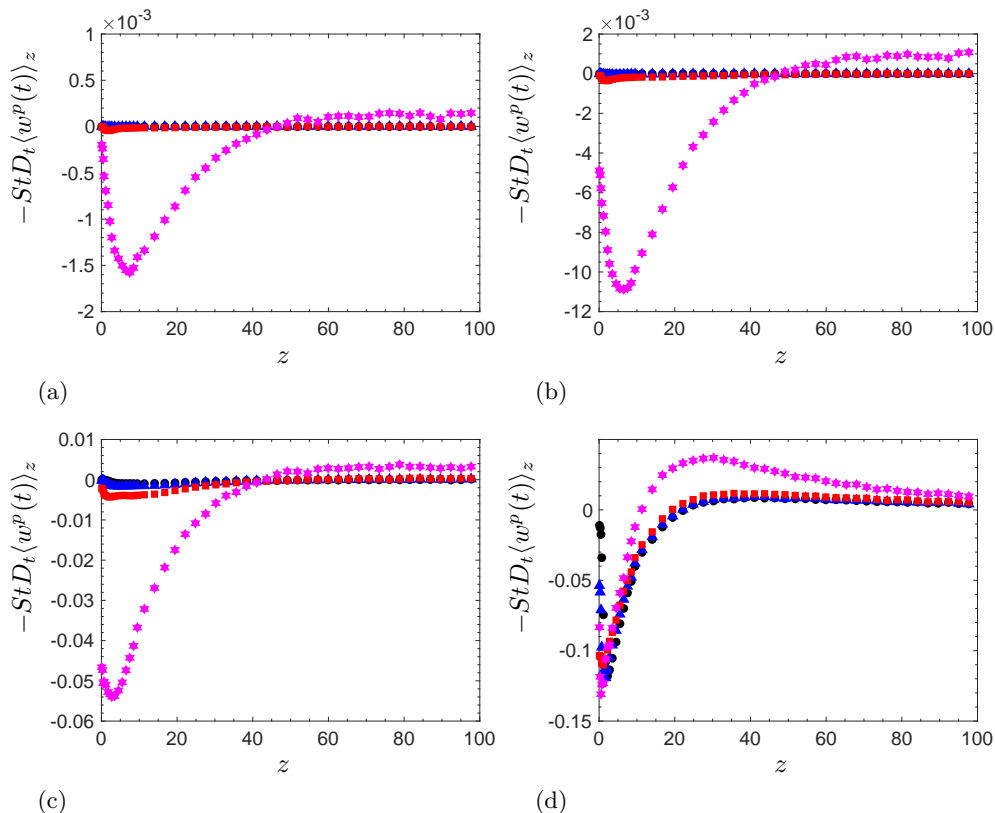 ×10⁻³
1
0.5
0
-0.5
-1
-1.5
-2
0 20 40 60 80 100
z
−StD_t⟨w^p(t)⟩_z
(a)
×10⁻³
2
0
-2
-4
-6
-8
-10
-12
0 20 40 60 80 100
z
−StD_t⟨w^p(t)⟩_z
(b)
0.01
0
-0.01
-0.02
-0.03
-0.04
-0.05
-0.06
0 20 40 60 80 100
z
−StD_t⟨w^p(t)⟩_z
(c)
0
-0.05
-0.1
-0.15
0 20 40 60 80 100
z
−StD_t⟨w^p(t)⟩_z
(d)